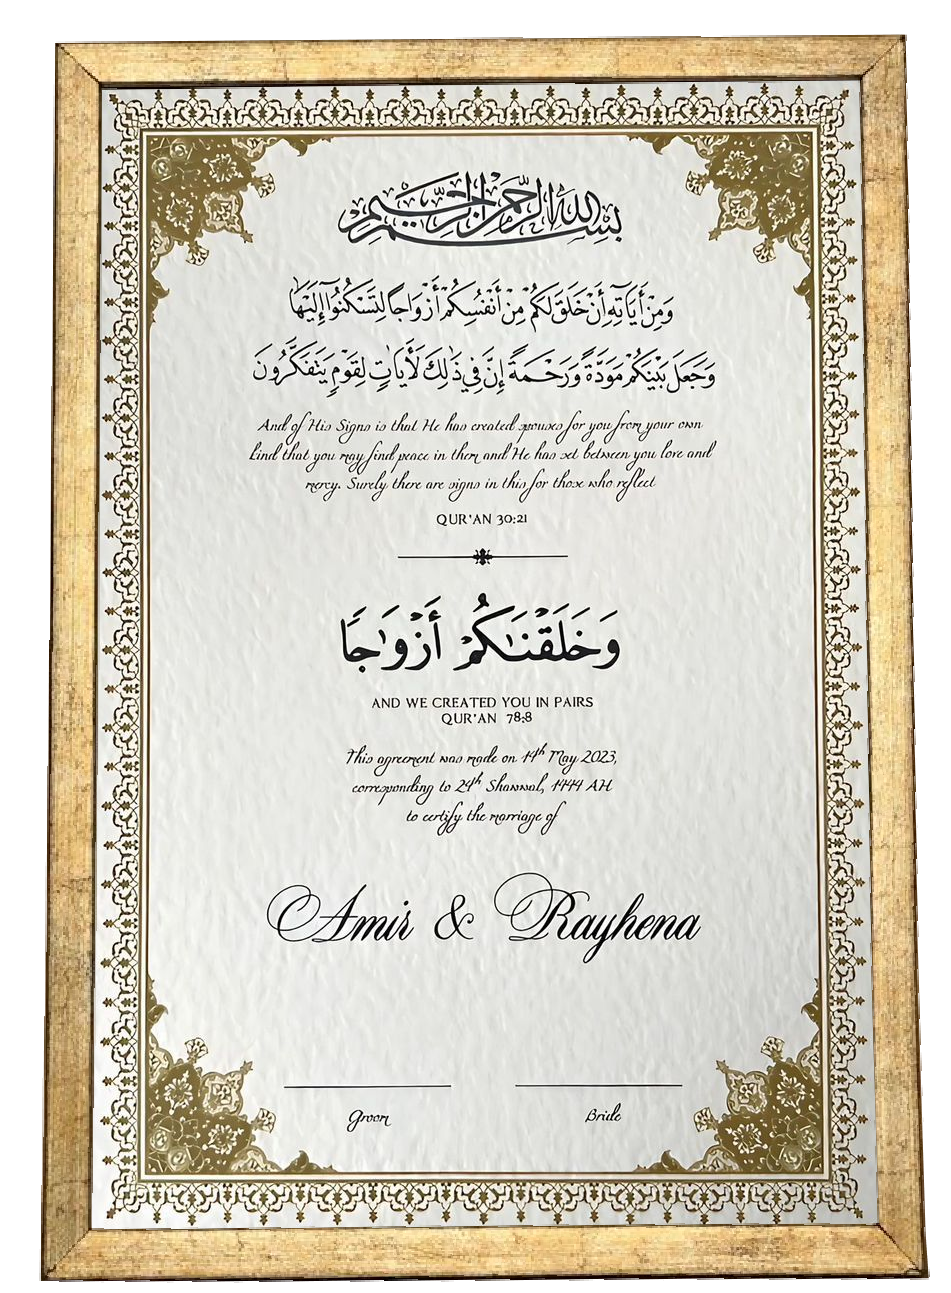 بسم الله الرحمن الرحيم
وَمِنْ أَيَاتِهِ أَنْ خَلَقَ لَكُمْ مِنْ أَنْفُسِكُمْ أَزْوَاجًا لِتَسْكُنُوا إِلَيْهَا
وَجَعَلَ بَيْنَكُمْ مَوَدَّةً وَرَحْمَةً إِنَّ فِي ذَٰلِكَ لَأَيَاتٍ لِقَوْمٍ يَتَفَكَّرُونَ
And of His Signs is that He has created spouses for you from your own
kind that you may find peace in them and He has set between you love and
mercy. Surely there are signs in this for those who reflect
QUR'AN 30:21
وَخَلَقْنَاكُمْ أَزْوَاجًا
AND WE CREATED YOU IN PAIRS
QUR'AN 78:8
This agreement was made on 14th May 2023,
corresponding to 24th Shawwal, 1444 AH
to certify the marriage of
Amir & Rayhena
Groom Bride